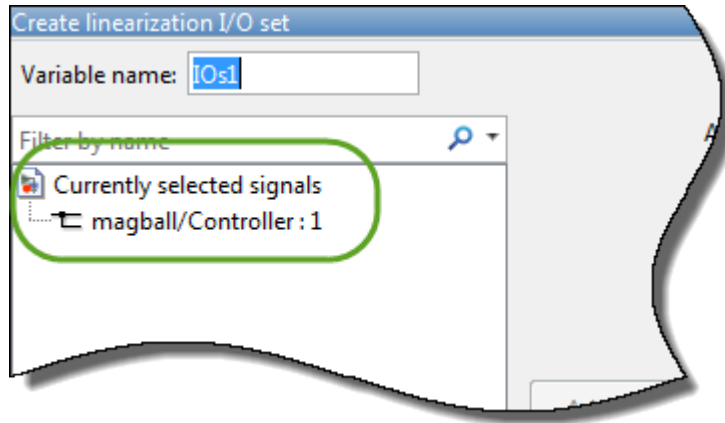 Create linearization I/O set
Variable name: IOs1
Filter by name
Currently selected signals
magball/Controller : 1